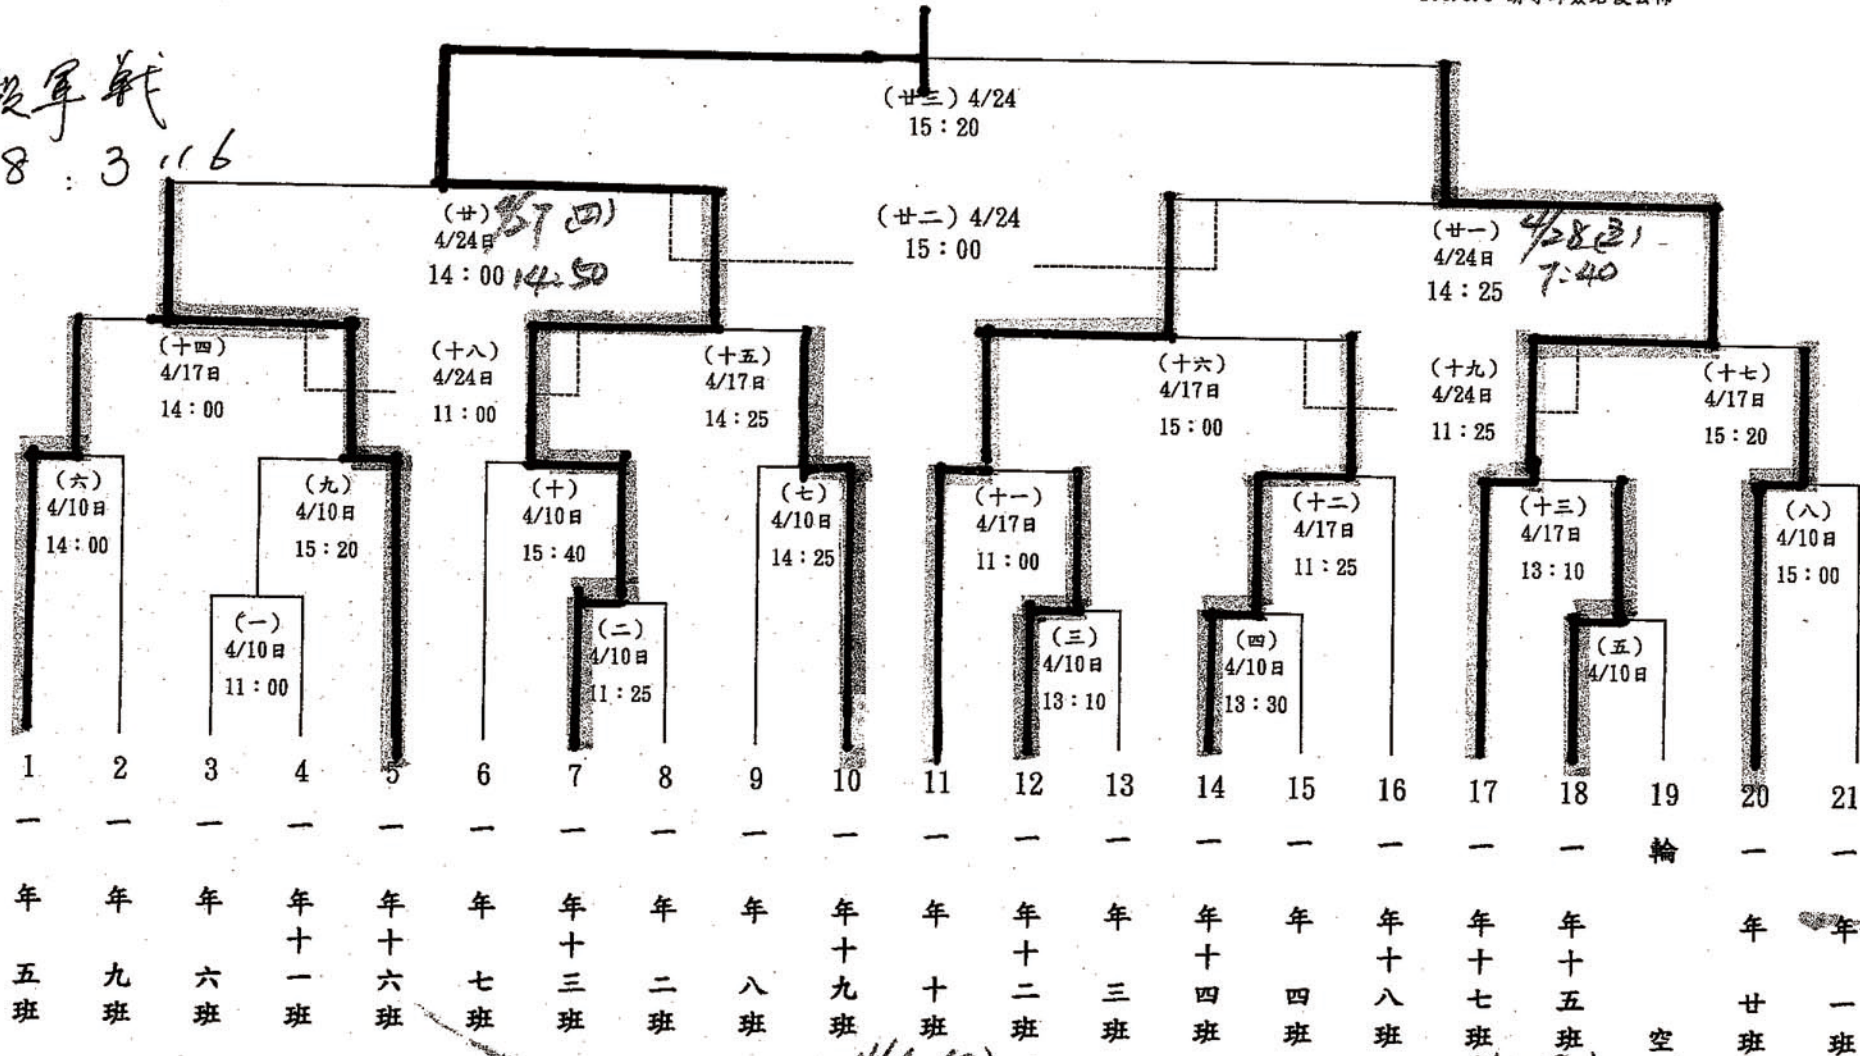 軍戰
8:3 116
(廿三) 4/24
15:20
(廿) 4/24日
14:00 14:50
(廿二) 4/24
15:00
(廿一) 4/28(三)
4/24日 7:40
14:25
(十四)
4/17日
14:00
(十八)
4/24日
11:00
(十五)
4/17日
14:25
(十六)
4/17日
15:00
(十九)
4/24日
11:25
(十七)
4/17日
15:20
(六)
4/10日
14:00
(九)
4/10日
15:20
(十)
4/10日
15:40
(七)
4/10日
14:25
(十一)
4/17日
11:00
(十二)
4/17日
11:25
(十三)
4/17日
13:10
(八)
4/10日
15:00
(一)
4/10日
11:00
(二)
4/10日
11:25
(三)
4/10日
13:10
(四)
4/10日
13:30
(五)
4/10日
1 2 3 4 5 6 7 8 9 10 11 12 13 14 15 16 17 18 19 20 21
一年五班
一年九班
一年六班
一年十一班
一年十六班
一年七班
一年十三班
一年二班
一年八班
一年十九班
一年十班
一年十二班
一年三班
一年十四班
一年四班
一年十八班
一年十七班
一年十五班
輪空
一年廿班
一年一班